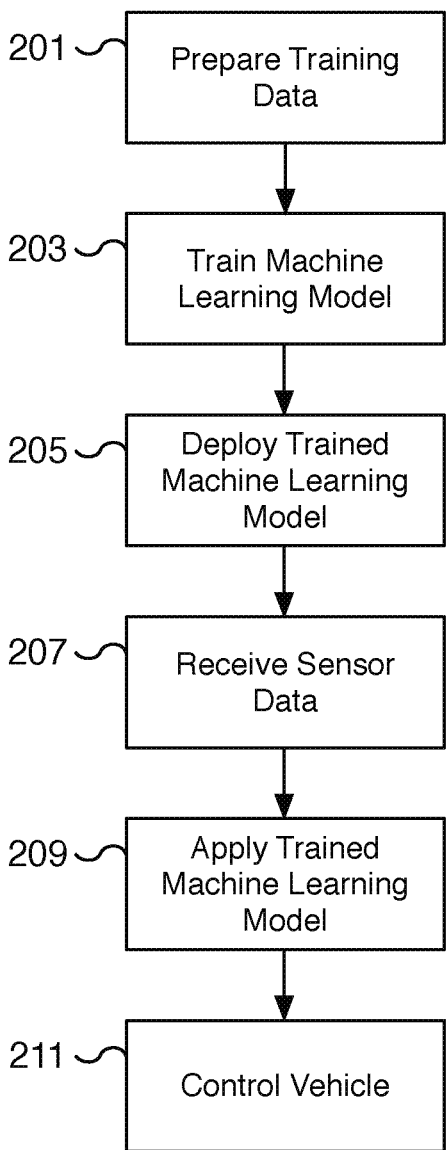 201
Prepare Training
Data
203
Train Machine
Learning Model
205
Deploy Trained
Machine Learning
Model
207
Receive Sensor
Data
209
Apply Trained
Machine Learning
Model
211
Control Vehicle